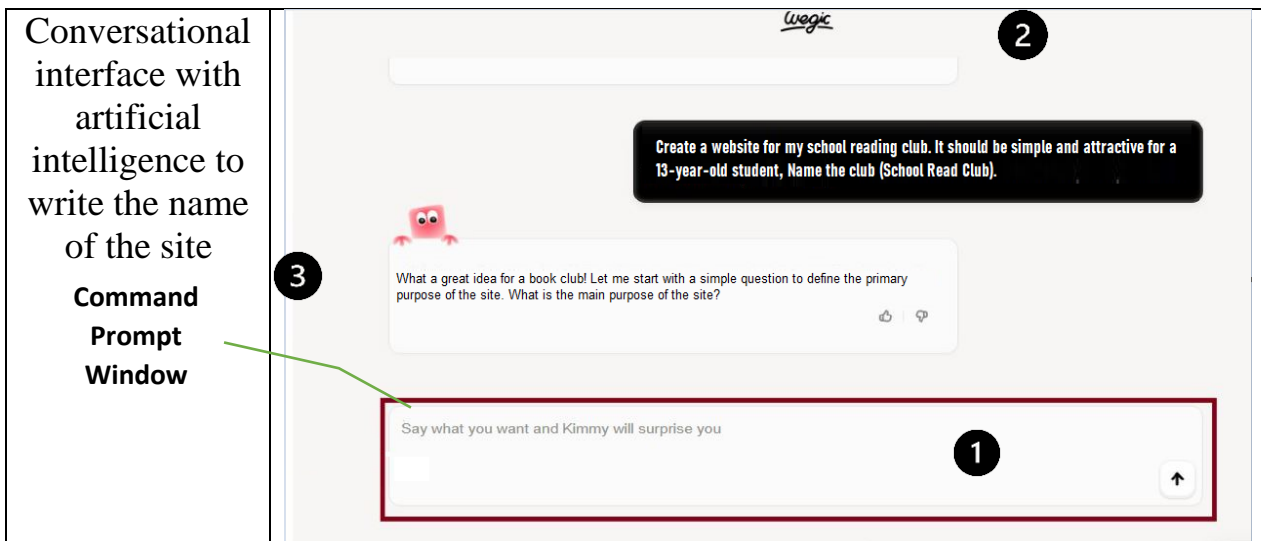 Conversational
interface with
artificial
intelligence to
write the name
of the site
Command
Prompt
Window
Wegic
2
Create a website for my school reading club. It should be simple and attractive for a
13-year-old student, Name the club (School Read Club).
3
What a great idea for a book club! Let me start with a simple question to define the primary
purpose of the site. What is the main purpose of the site?
Say what you want and Kimmy will surprise you
1